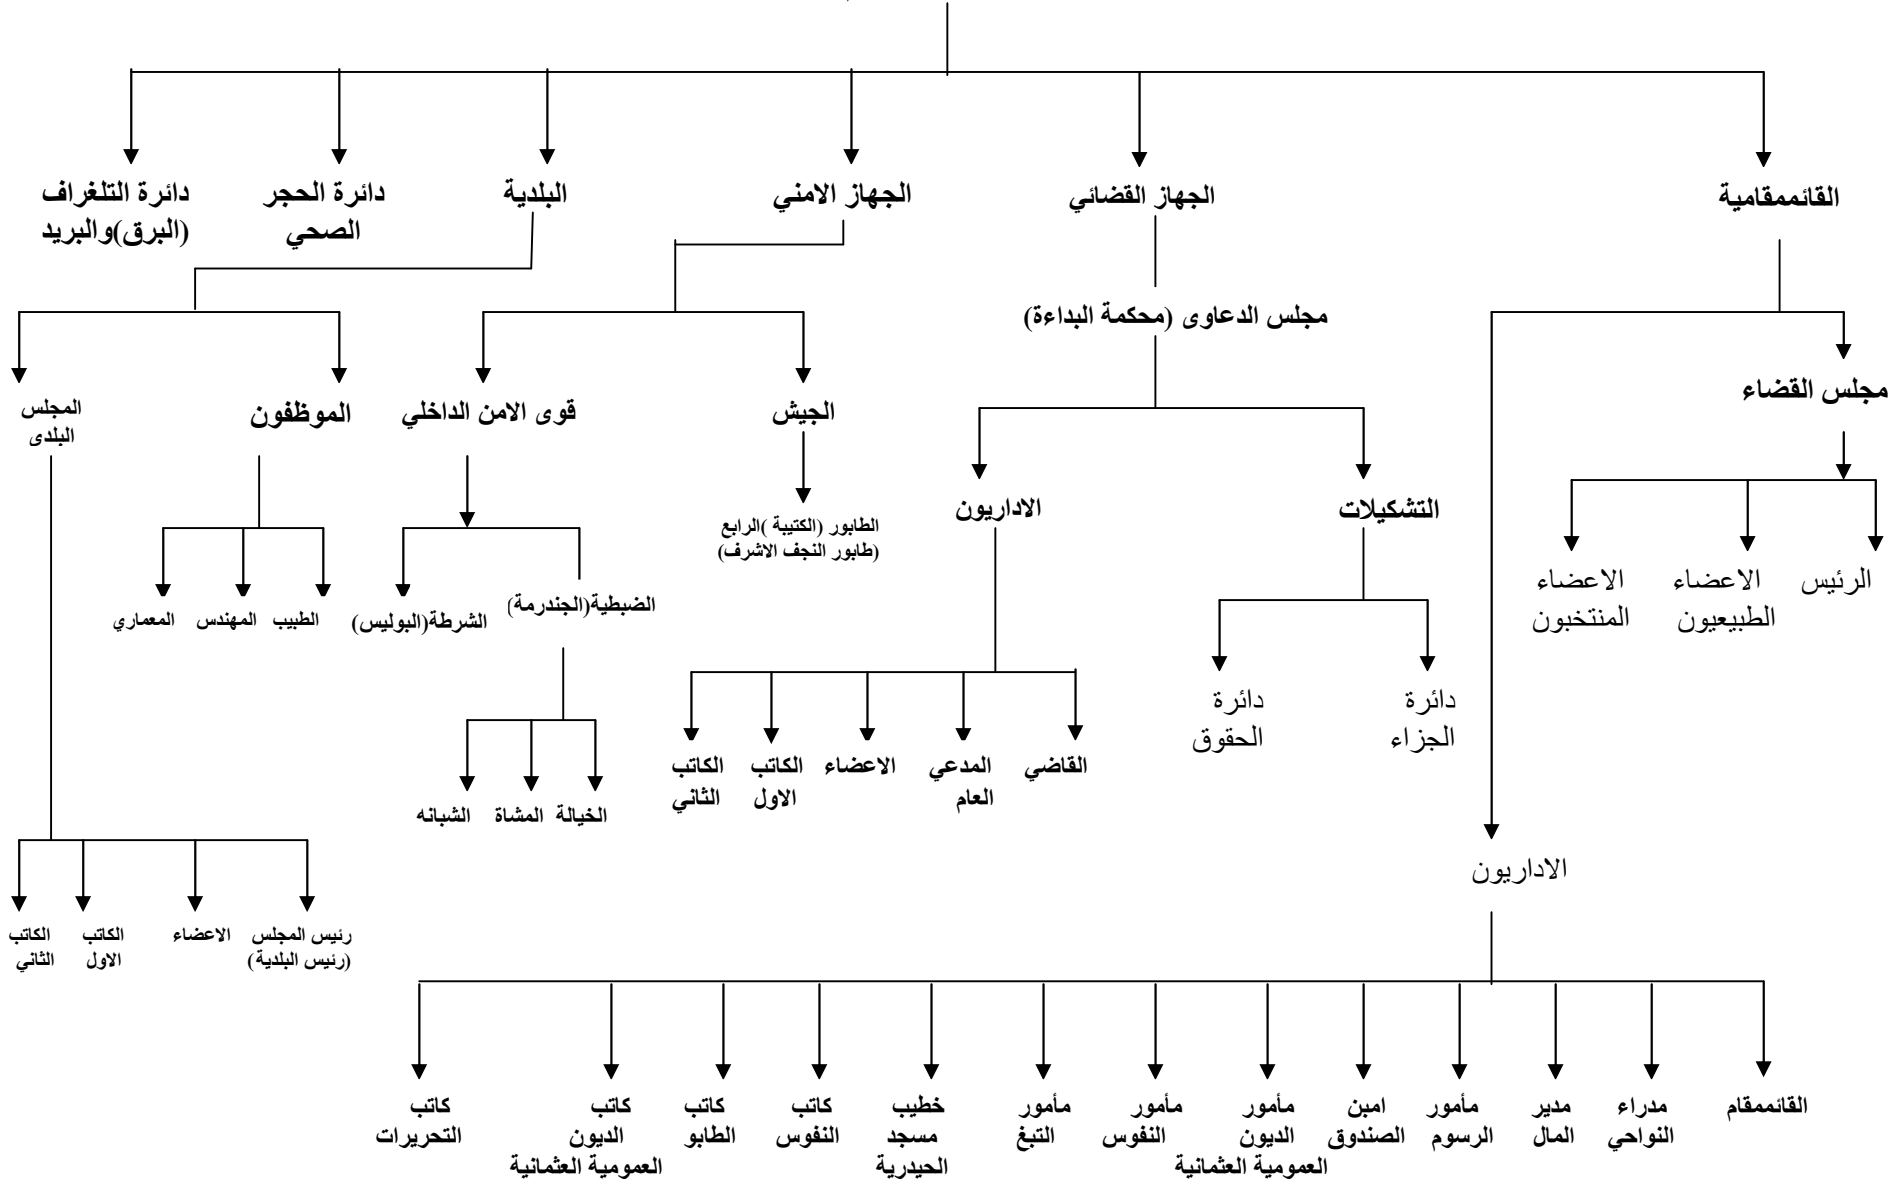 القائممقامية
الجهاز القضائي
الجهاز الامني
البلدية
دائرة الحجر
الصحي
دائرة التلغراف
(البرق)والبريد
مجلس الدعاوى (محكمة البداءة)
مجلس القضاء
الجيش
قوى الامن الداخلي
الموظفون
المجلس
البلدى
التشكيلات
الاداريون
الطابور (الكتيبة )الرابع
(طابور النجف الاشرف)
الرئيس
الاعضاء
الطبيعيون
الاعضاء
المنتخبون
الضبطية(الجندرمة)
الشرطة(البوليس)
الطبيب
المهندس
المعماري
دائرة
الجزاء
دائرة
الحقوق
القاضي
المدعي
العام
الاعضاء
الكاتب
الاول
الكاتب
الثاني
الخيالة
المشاة
الشبانه
الاداريون
رئيس المجلس
(رئيس البلدية)
الاعضاء
الكاتب
الاول
الكاتب
الثاني
القائممقام
مدراء
النواحي
مدير
المال
مأمور
الرسوم
امبن
الصندوق
مأمور
الديون
العمومية العثمانية
مأمور
النفوس
مأمور
التبغ
خطيب
مسجد
الحيدرية
كاتب
النفوس
كاتب
الطابو
كاتب
الديون
العمومية العثمانية
كاتب
التحريرات